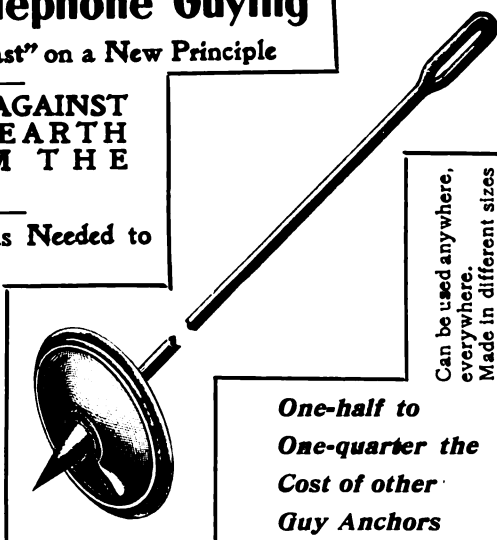 lephone Guying
ast” on a New Principle
AGAINST
EARTH
M THE
s Needed to
Can be used anywhere,
everywhere.
Made in different sizes
One-half to
One-quarter the
Cost of other
Guy Anchors